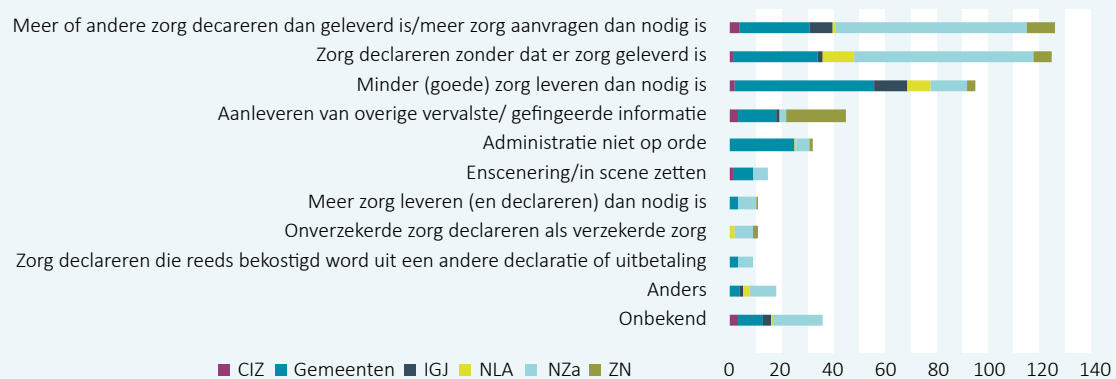 Meer of andere zorg decareren dan geleverd is/meer zorg aanvragen dan nodig is
Zorg declareren zonder dat er zorg geleverd is
Minder (goede) zorg leveren dan nodig is
Aanleveren van overige vervalste/ gefingeerde informatie
Administratie niet op orde
Enscenering/in scene zetten
Meer zorg leveren (en declareren) dan nodig is
Onverzekerde zorg declareren als verzekerde zorg
Zorg declareren die reeds bekostigd word uit een andere declaratie of uitbetaling
Anders
Onbekend
CIZ Gemeenten IGJ NLA NZa ZN 0 20 40 60 80 100 120 140